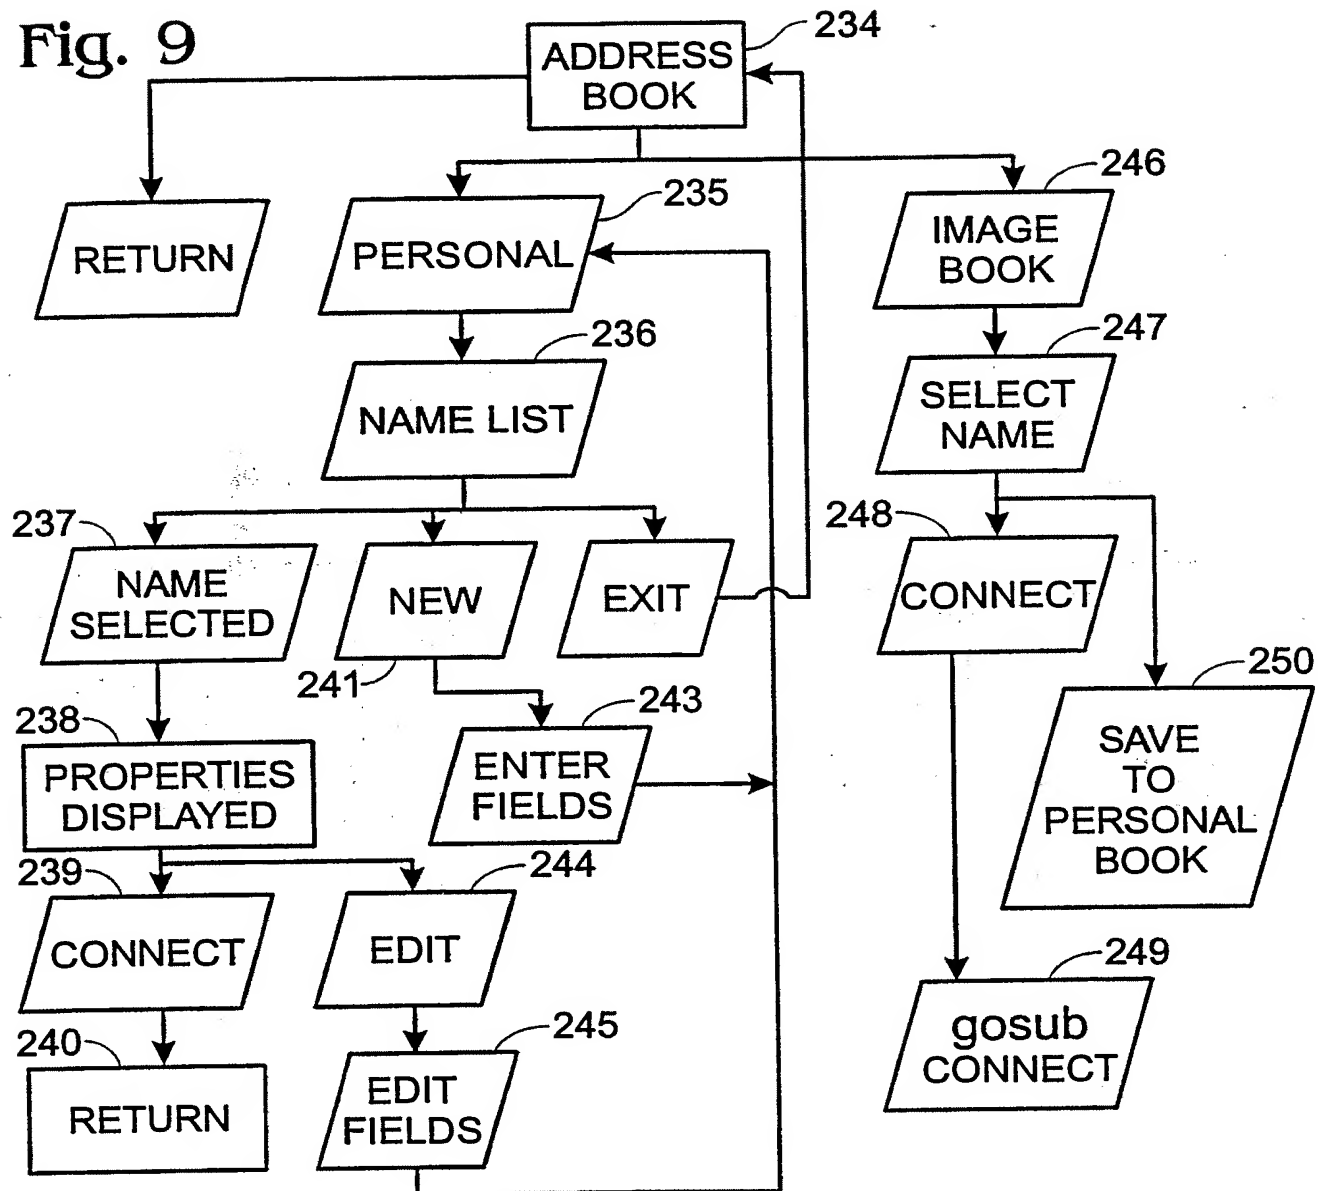 Fig. 9
234
ADDRESS
BOOK
246
235
RETURN
PERSONAL
IMAGE
BOOK
236
247
NAME LIST
SELECT
NAME
237
248
NAME
SELECTED
NEW
EXIT
CONNECT
241
250
238
243
PROPERTIES
DISPLAYED
ENTER
FIELDS
SAVE
TO
PERSONAL
BOOK
239
244
CONNECT
EDIT
249
240
245
gosub
CONNECT
RETURN
EDIT
FIELDS